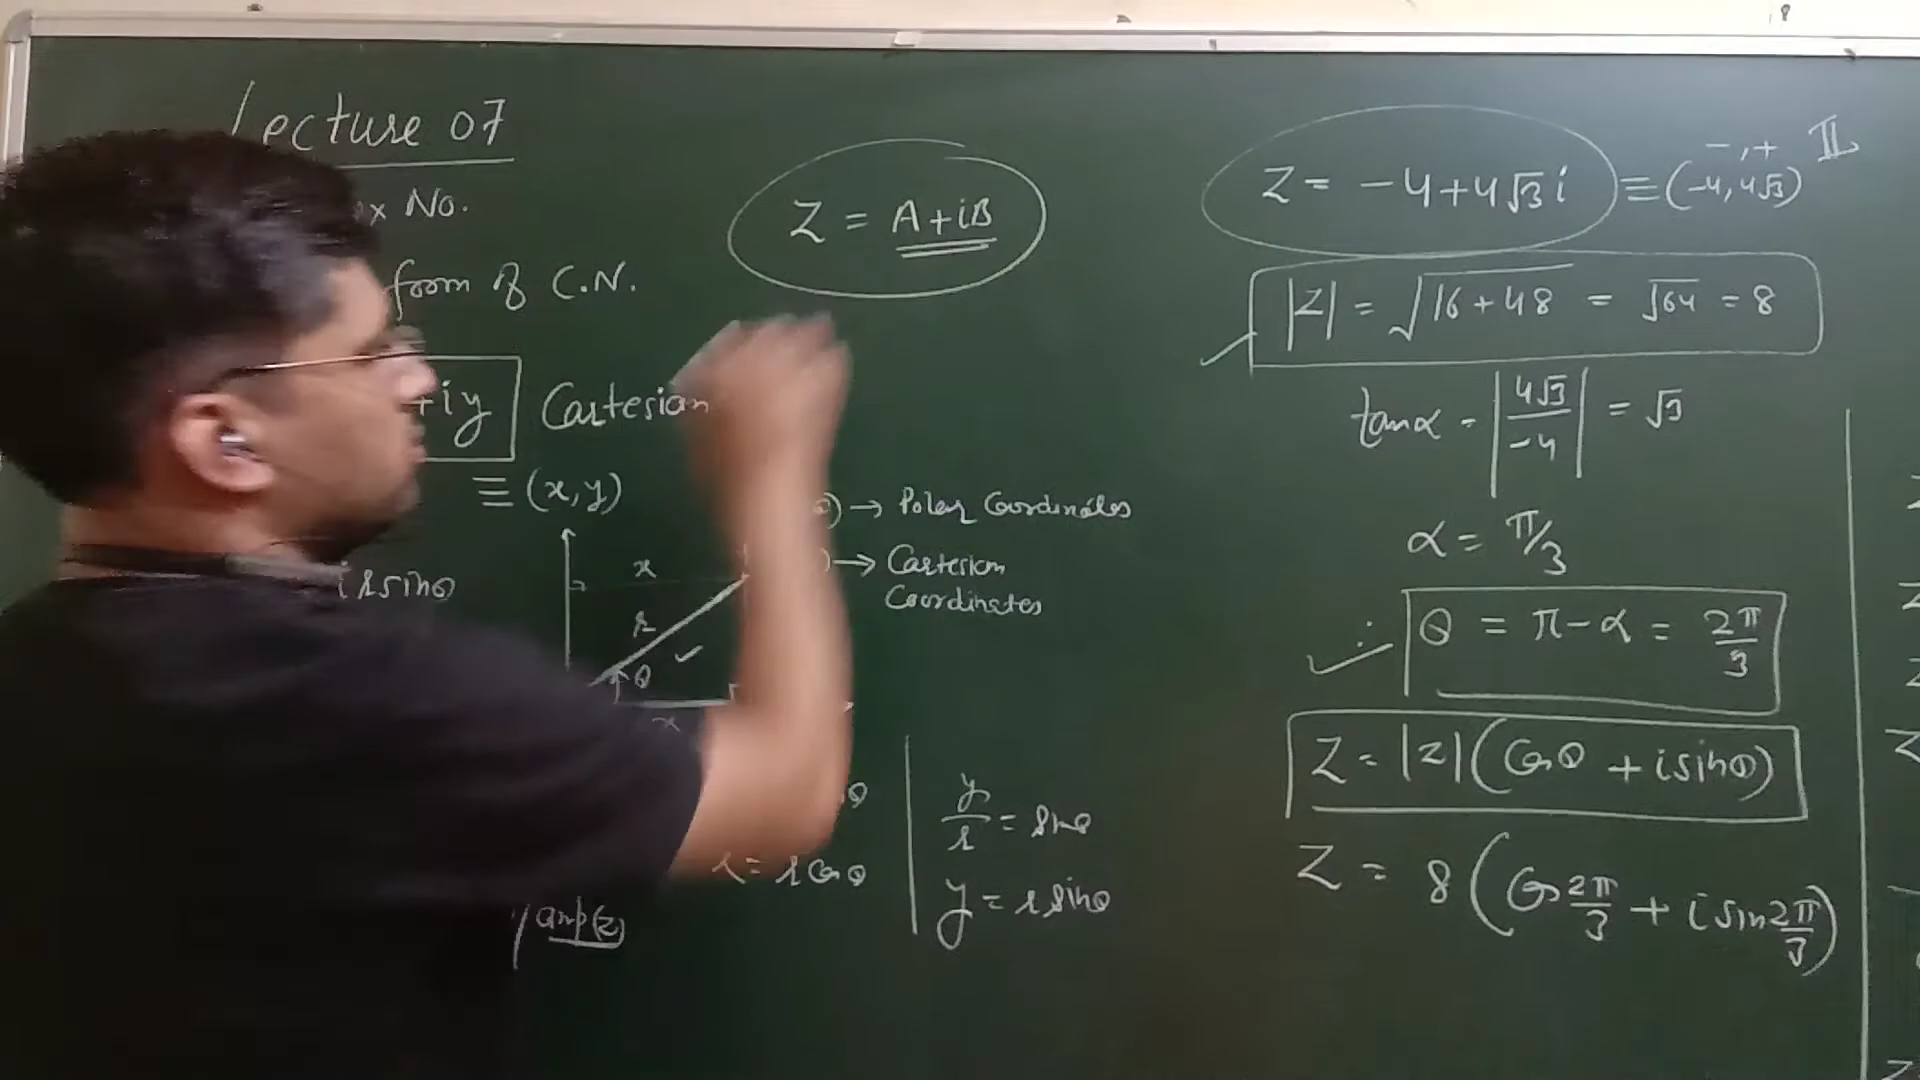 Lecture 07
x No.
form of C.N.
+iy Cartesian
≡ (x,y)
i r sinθ
x
r
θ
x
θ) → Polar Coordinates
) → Cartesian
Coordinates
θ
x = r cosθ
y/r = sinθ
y = r sinθ
amp(z)
Z = A+iB
Z = -4+4√3 i ≡ (-4, 4√3)
-,+ II
|Z| = √16+48 = √64 = 8
tanα = |4√3/-4| = √3
α = π/3
∴ θ = π-α = 2π/3
Z = |z| (Cosθ + i sinθ)
Z = 8 (Cos 2π/3 + i sin 2π/3)